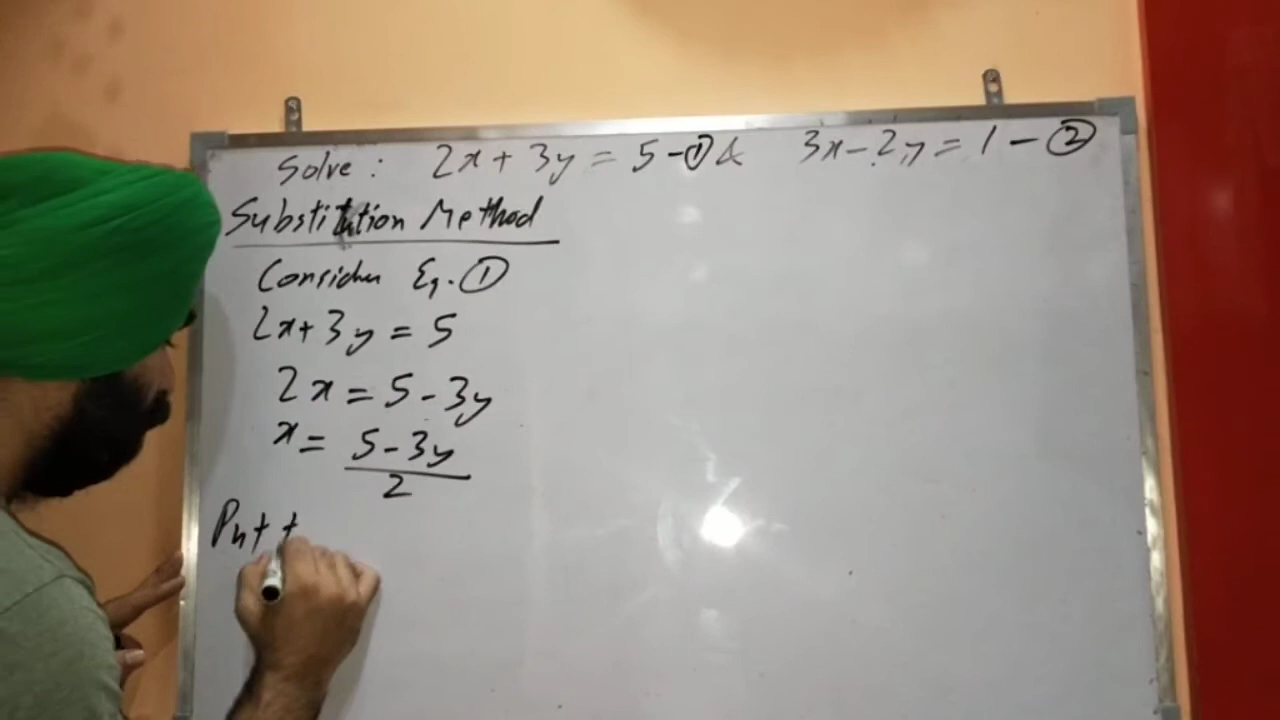 Solve : 2x + 3y = 5 - ① & 3x - 2y = 1 - ②
Substitution Method
Consider Eq. ①
2x + 3y = 5
2x = 5 - 3y
x = 5 - 3y
2
Put t